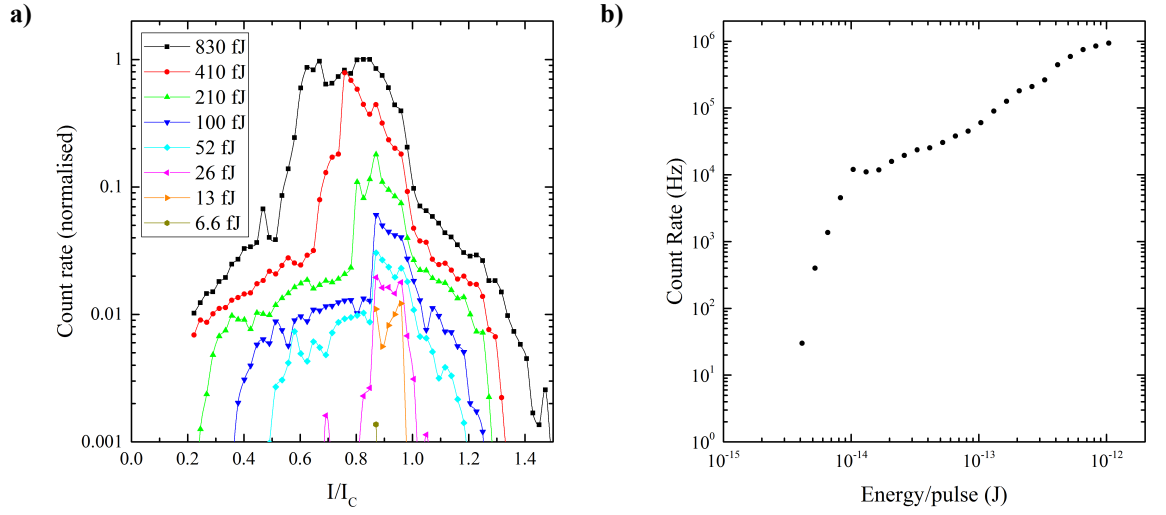 a)
830 fJ
410 fJ
210 fJ
100 fJ
52 fJ
26 fJ
13 fJ
6.6 fJ
1
0.1
0.01
0.001
Count rate (normalised)
0.0 0.2 0.4 0.6 0.8 1.0 1.2 1.4
I/I_C
b)
10^6
10^5
10^4
10^3
10^2
10^1
10^0
Count Rate (Hz)
10^-15 10^-14 10^-13 10^-12
Energy/pulse (J)